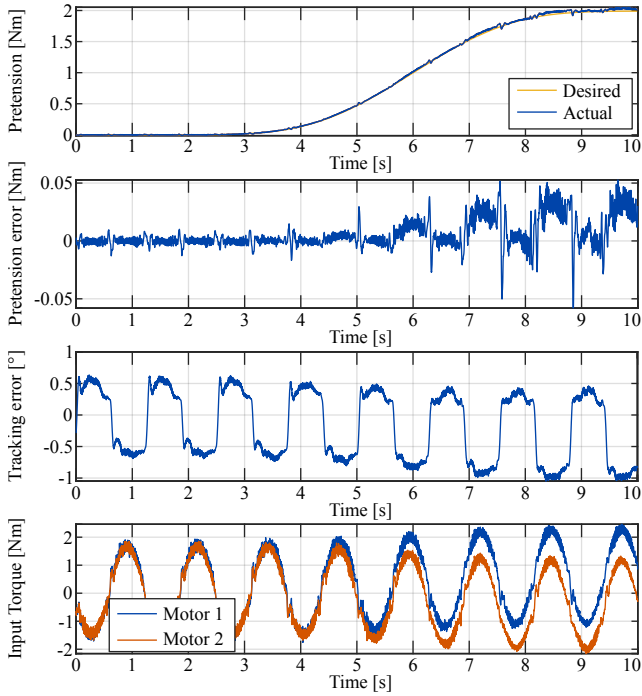 Pretension [Nm]
2
1.5
1
0.5
0
0 1 2 3 4 5 6 7 8 9 10
Time [s]
Desired
Actual
Pretension error [Nm]
0.05
0
-0.05
0 1 2 3 4 5 6 7 8 9 10
Time [s]
Tracking error [°]
1
0.5
0
-0.5
-1
0 1 2 3 4 5 6 7 8 9 10
Time [s]
Input Torque [Nm]
2
1
0
-1
-2
0 1 2 3 4 5 6 7 8 9 10
Time [s]
Motor 1
Motor 2